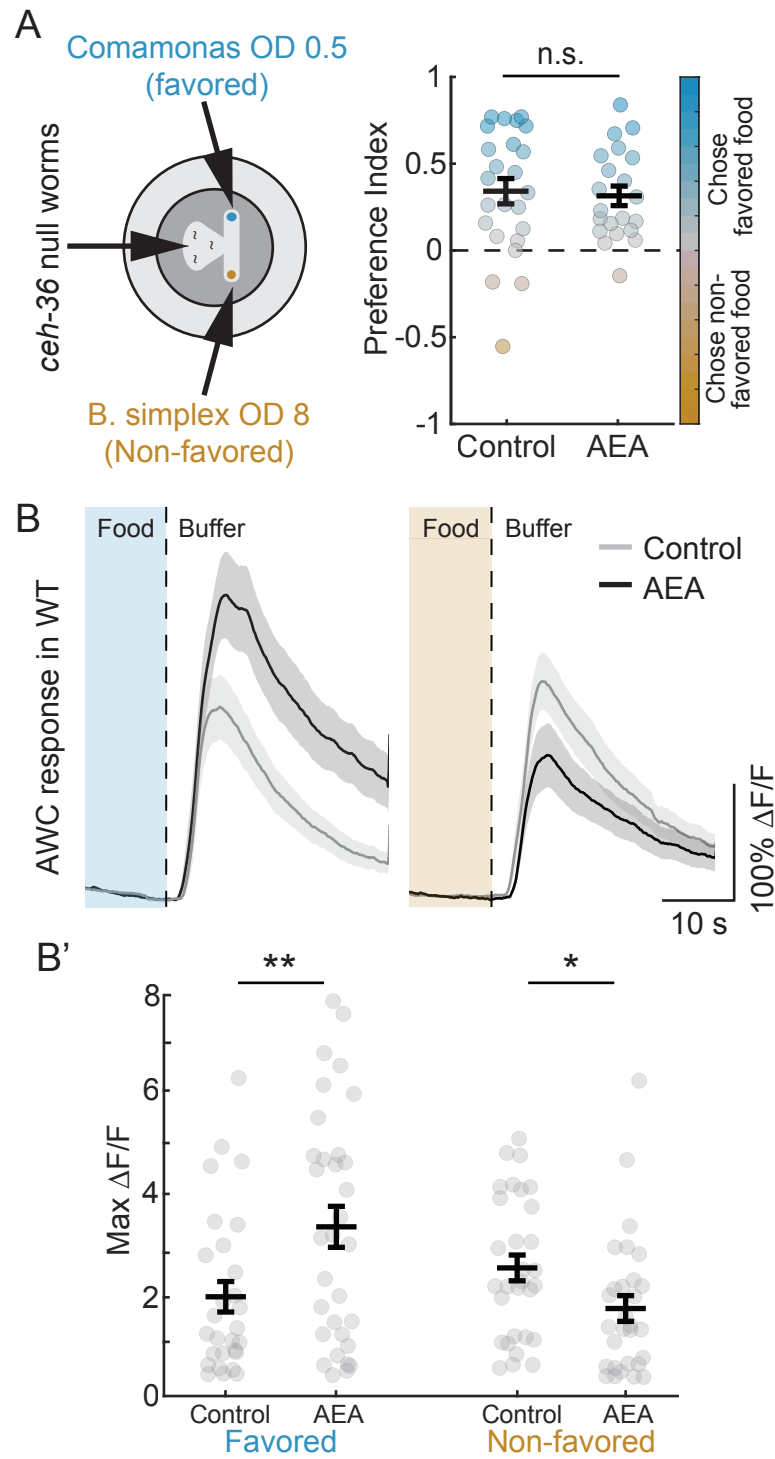 A
Comamonas OD 0.5
(favored)
ceh-36 null worms
B. simplex OD 8
(Non-favored)
n.s.
Preference Index
1
0.5
0
-0.5
-1
Control
AEA
Chose
favored food
Chose non-
favored food
B
AWC response in WT
Food
Buffer
Food
Buffer
Control
AEA
100% ΔF/F
10 s
B'
**
*
Max ΔF/F
8
6
4
2
0
Control
AEA
Control
AEA
Favored
Non-favored